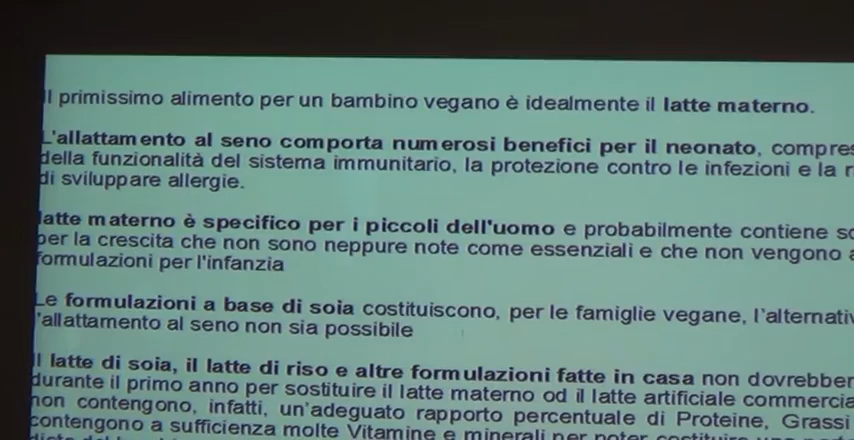 Il primissimo alimento per un bambino vegano è idealmente il latte materno.
L'allattamento al seno comporta numerosi benefici per il neonato,
della funzionalità del sistema immunitario, la protezione contro le infezioni e la
di sviluppare allergie.
latte materno è specifico per i piccoli dell'uomo e probabilmente contiene
per la crescita che non sono neppure note come essenziali e che non vengono
formulazioni per l'infanzia
Le formulazioni a base di soia costituiscono, per le famiglie vegane,
l'allattamento al seno non sia possibile
Il latte di soia, il latte di riso e altre formulazioni fatte in casa non
durante il primo anno per sostituire il latte materno od il latte artificiale
non contengono, infatti, un'adeguato rapporto percentuale di Proteine, Grassi
contengono a sufficienza molte Vitamine e minerali per poter